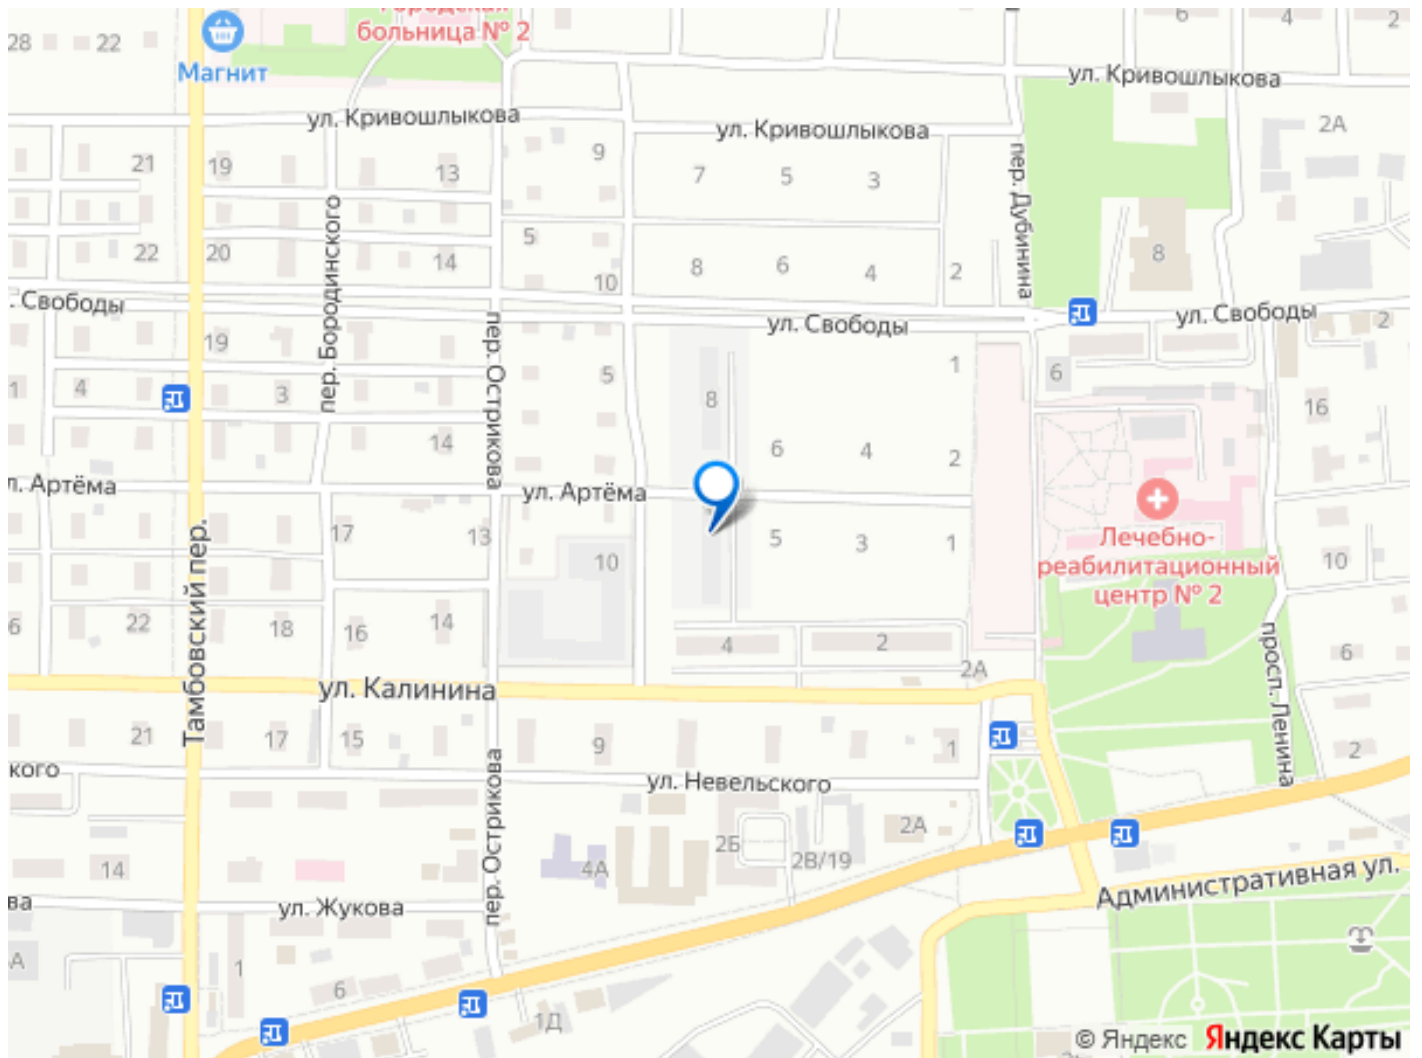 Городская
больница № 2
6
4
2
28
22
Магнит
ул. Кривошлыкова
ул. Кривошлыкова
ул. Кривошлыкова
2А
21
19
13
9
7
5
3
пер. Дубинина
пер. Бородинского
5
22
20
14
10
8
6
4
2
8
. Свободы
ул. Свободы
ул. Свободы
2
19
пер. Острикова
1
4
3
5
8
1
6
16
14
6
4
2
л. Артёма
ул. Артёма
Тамбовский пер.
17
13
10
5
3
1
Лечебно-
реабилитационный
центр № 2
10
6
22
18
16
14
4
2
2А
просп. Ленина
6
ул. Калинина
21
17
15
9
1
2
кого
ул. Невельского
пер. Острикова
14
4А
2Б
2В/19
2А
ва
ул. Жукова
Административная ул.
А
1
6
1Д
© Яндекс Яндекс Карты